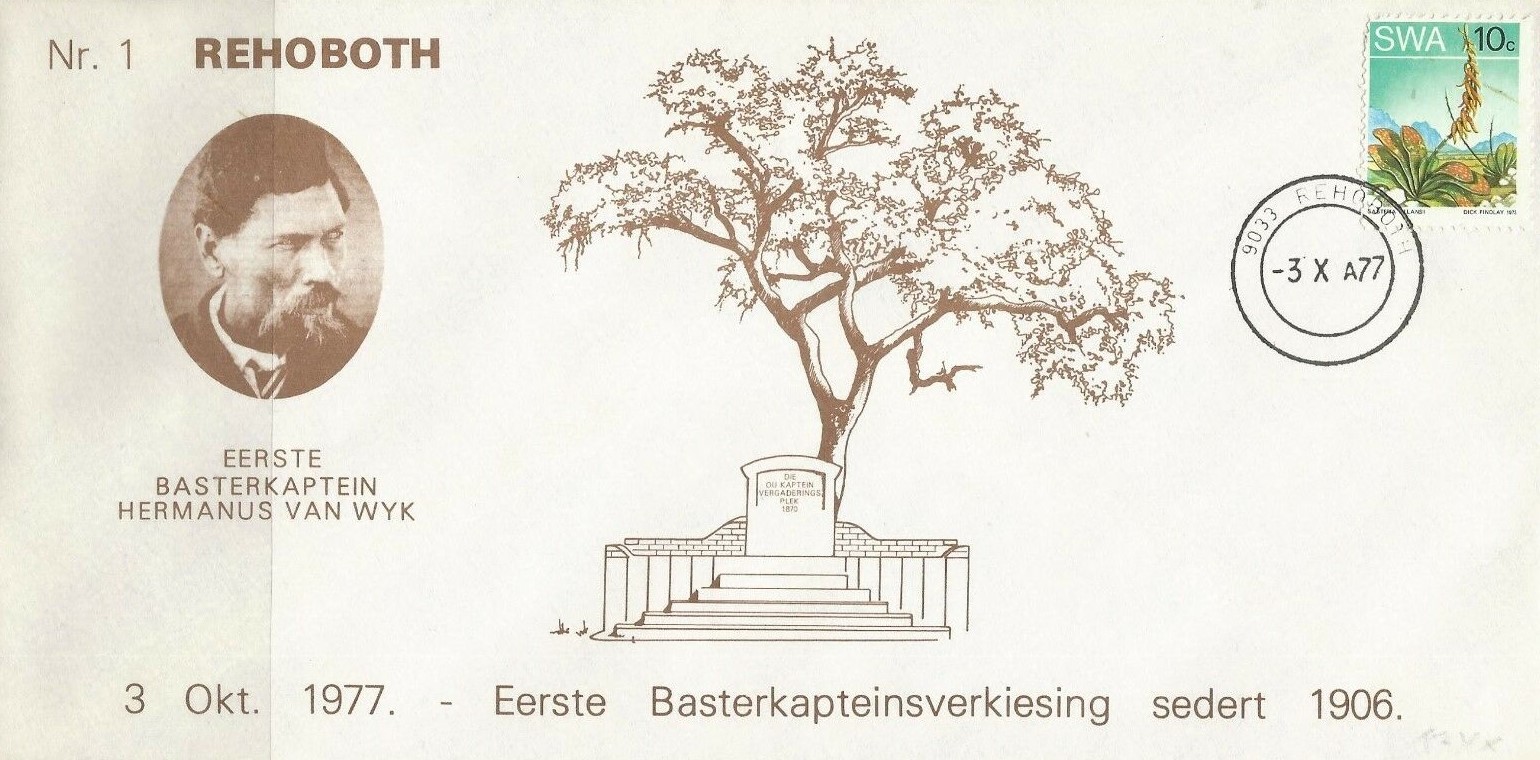 Nr. 1 REHOBOTH
SWA 10c
DICK FINDLAY 1973
9033 REHOBOTH
-3 X A77
EERSTE
BASTERKAPTEIN
HERMANUS VAN WYK
DIE
OU KAPTEIN
VERGADERINGS
PLEK
1870
3 Okt. 1977. - Eerste Basterkapteinsverkiesing sedert 1906.